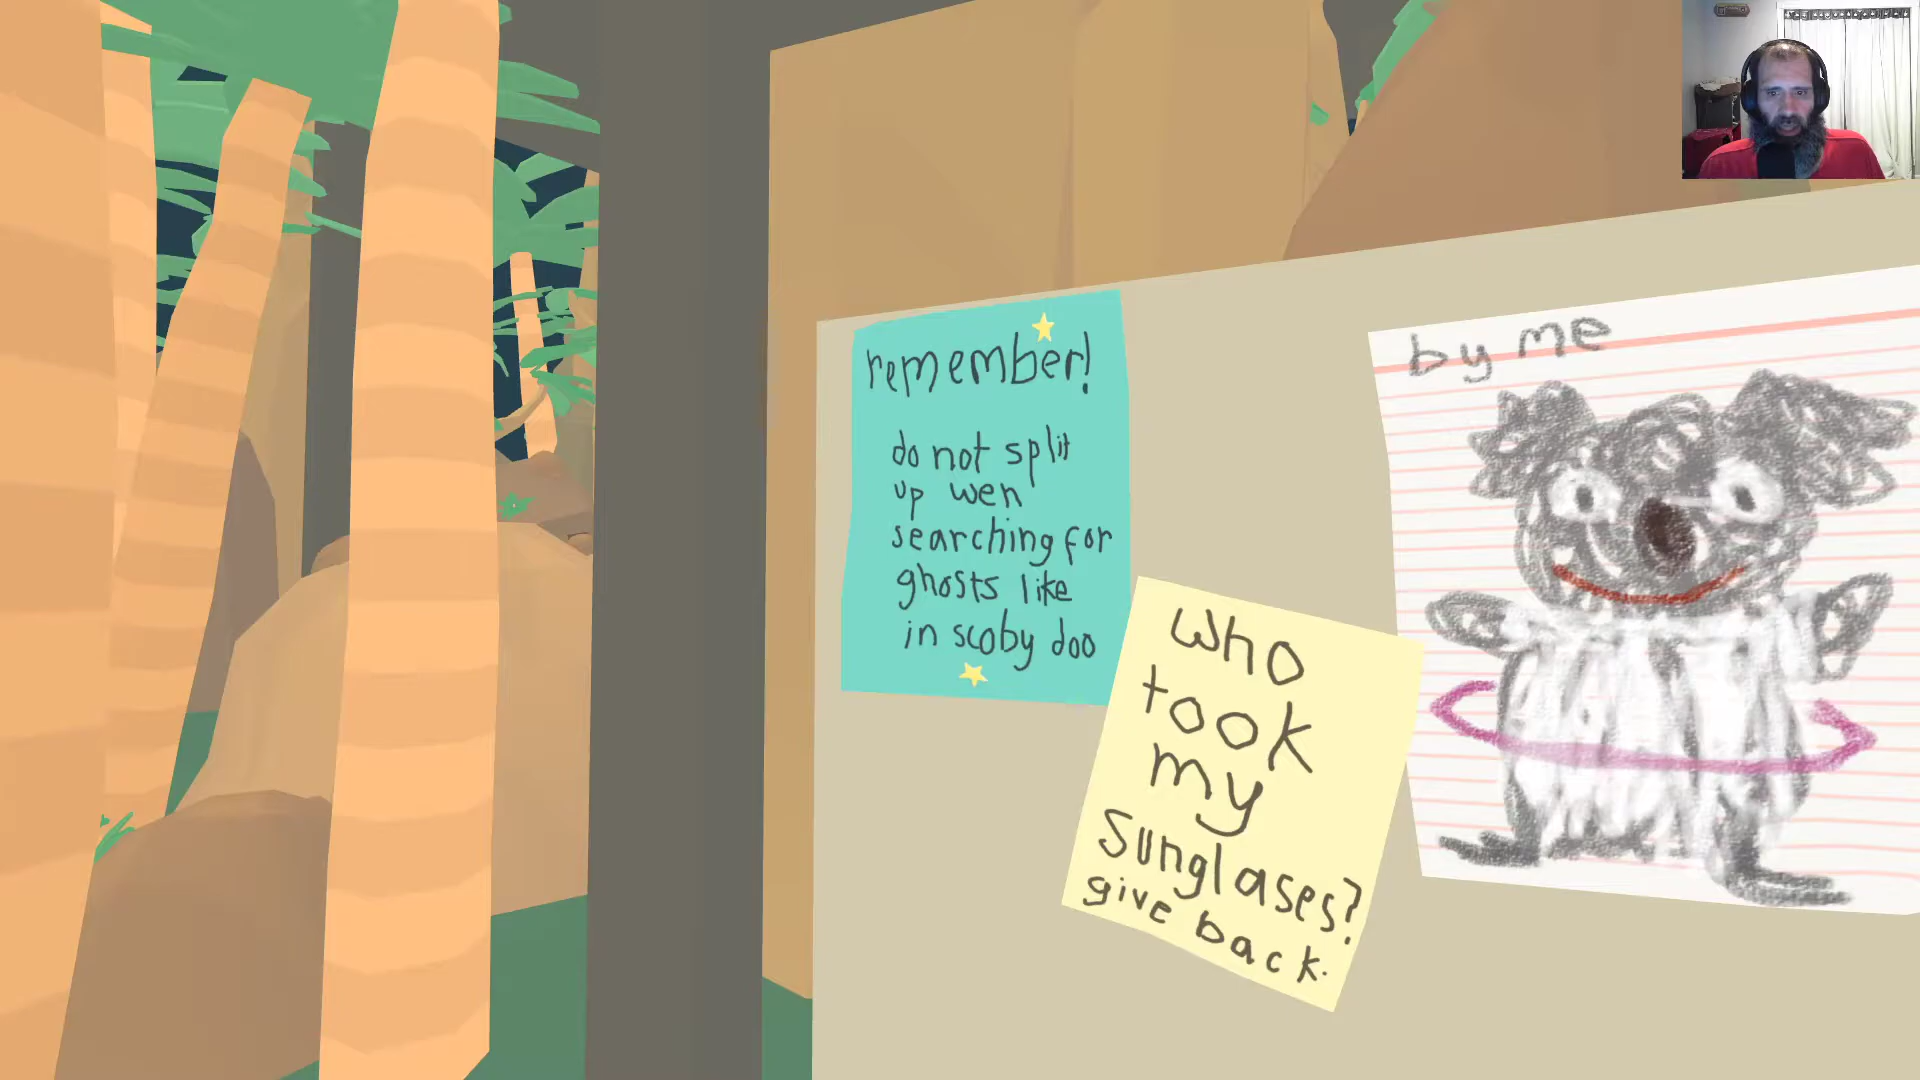 remember!
do not split
up wen
searching for
ghosts like
in scoby doo
who
took
my
sunglases?
give back.
by me